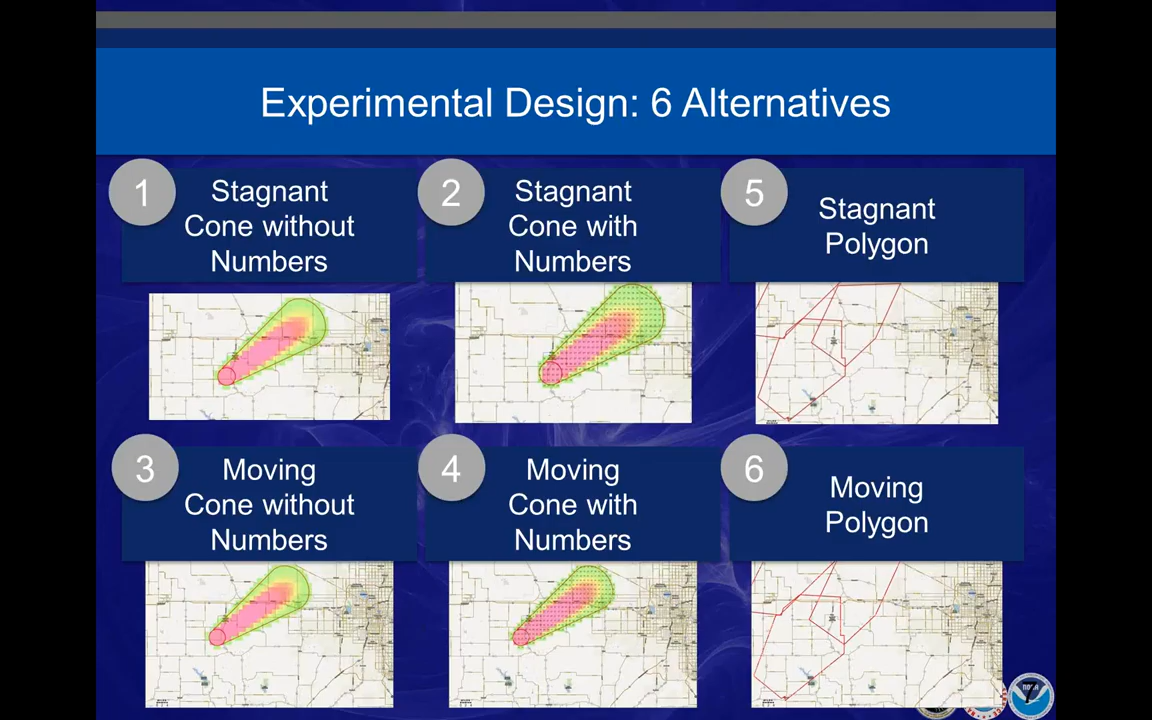 Experimental Design: 6 Alternatives
1
Stagnant
Cone without
Numbers
2
Stagnant
Cone with
Numbers
5
Stagnant
Polygon
3
Moving
Cone without
Numbers
4
Moving
Cone with
Numbers
6
Moving
Polygon